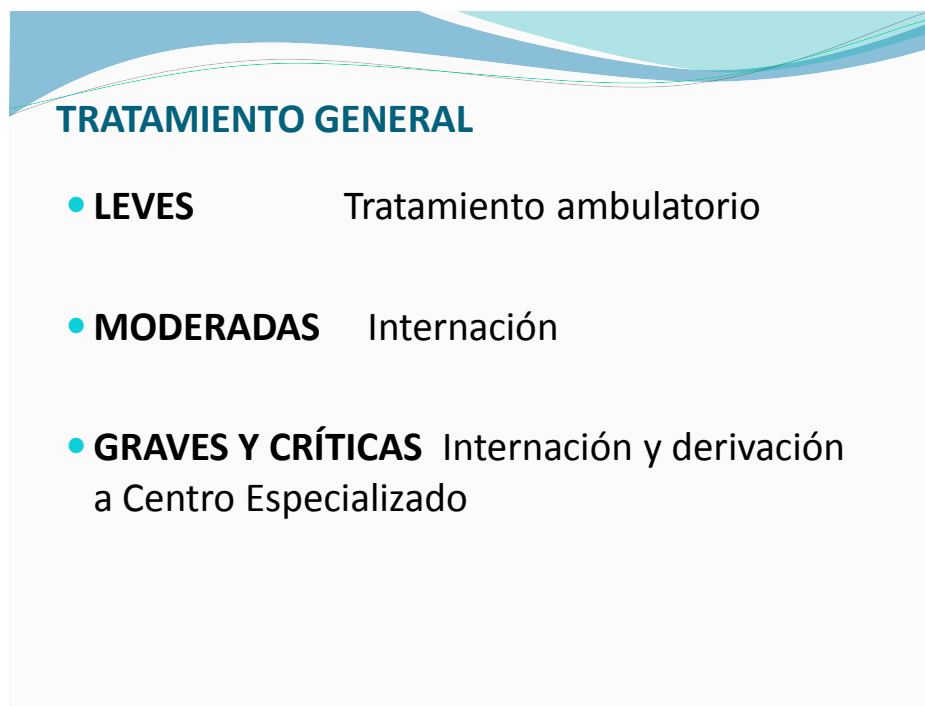 TRATAMIENTO GENERAL
LEVES Tratamiento ambulatorio
MODERADAS Internación
GRAVES Y CRÍTICAS Internación y derivación
a Centro Especializado